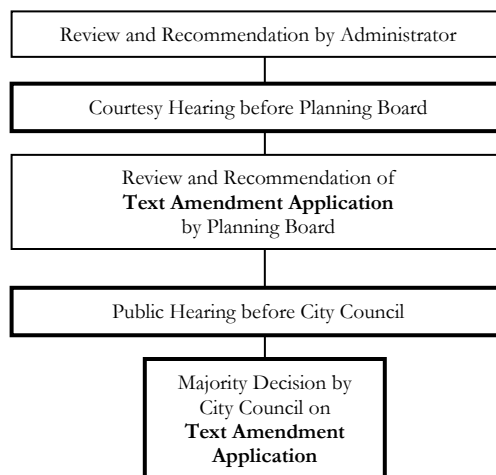 Review and Recommendation by Administrator
Courtesy Hearing before Planning Board
Review and Recommendation of
Text Amendment Application
by Planning Board
Public Hearing before City Council
Majority Decision by
City Council on
Text Amendment
Application